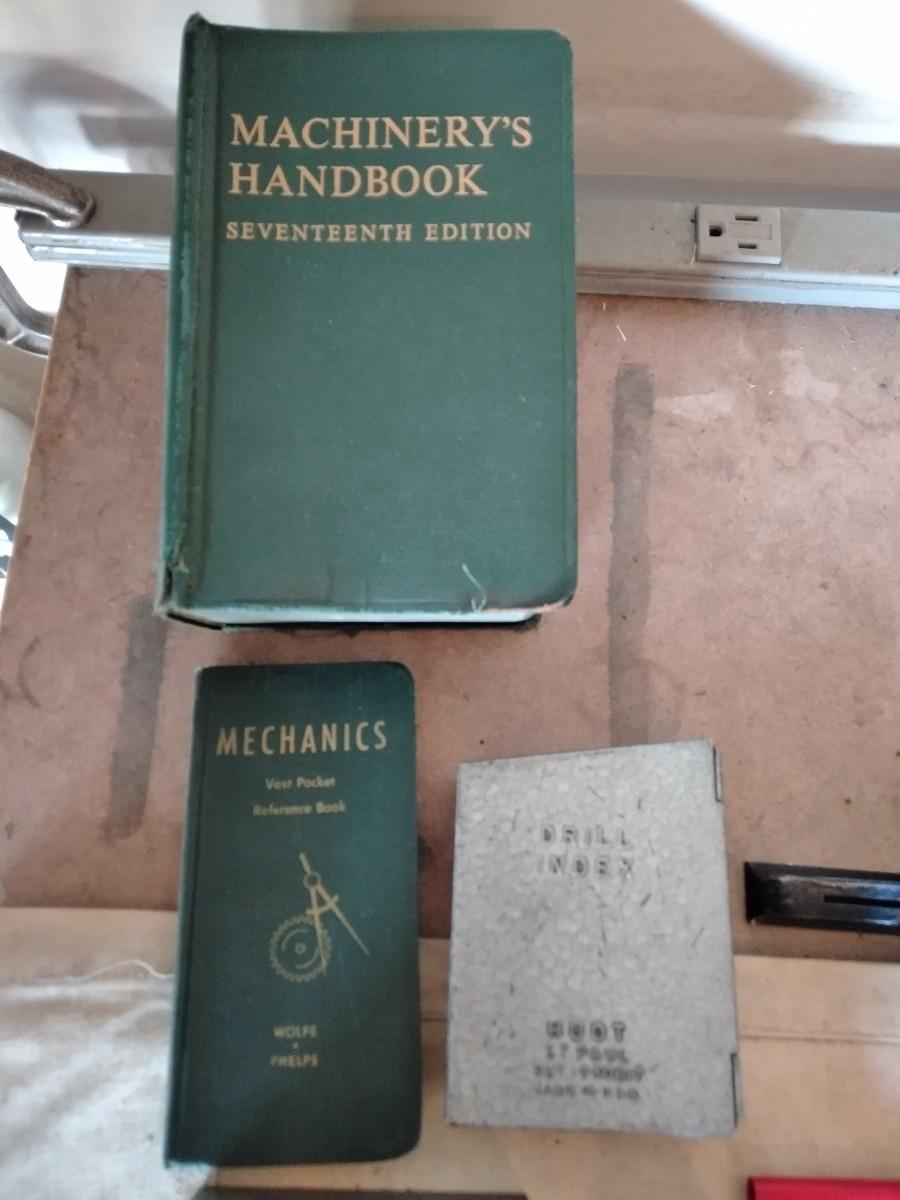 MACHINERY'S
HANDBOOK
SEVENTEENTH EDITION
MECHANICS
Vest Pocket
Reference Book
WOLFE
PHELPS
DRILL
INDEX
HUOT
ST PAUL